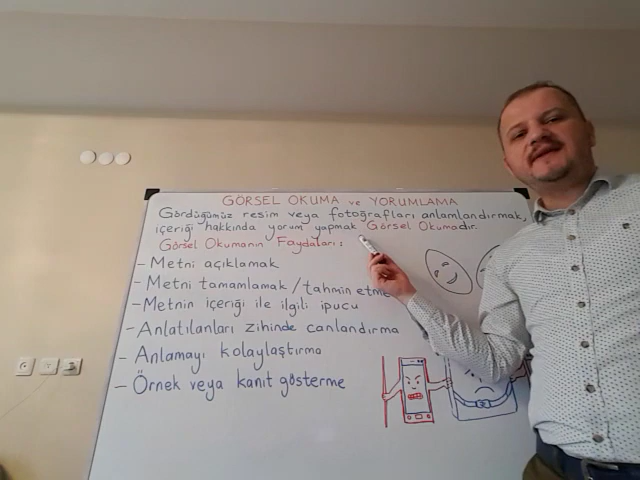 GÖRSEL OKUMA ve YORUMLAMA
Gördüğümüz resim veya fotoğrafları anlamlandırmak,
içeriği hakkında yorum yapmak Görsel Okumadır.
Görsel Okumanın Faydaları:
- Metni açıklamak
- Metni tamamlamak / tahmin etme
- Metnin içeriği ile ilgili ipucu
- Anlatılanları zihinde canlandırma
- Anlamayı kolaylaştırma
- Örnek veya kanıt gösterme